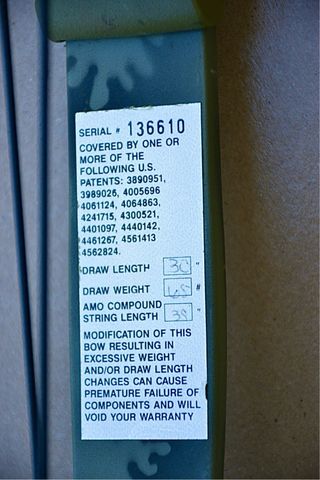 SERIAL # 136610
COVERED BY ONE OR
MORE OF THE
FOLLOWING U.S.
PATENTS: 3890951,
3989026, 4005696
4061124, 4064863,
4241715, 4300521,
4401097, 4440142,
4461267, 4561413
4562824.
DRAW LENGTH 30 "
DRAW WEIGHT 65 #
AMO COMPOUND
STRING LENGTH 39 "
MODIFICATION OF THIS
BOW RESULTING IN
EXCESSIVE WEIGHT
AND/OR DRAW LENGTH
CHANGES CAN CAUSE
PREMATURE FAILURE OF
COMPONENTS AND WILL
VOID YOUR WARRANTY